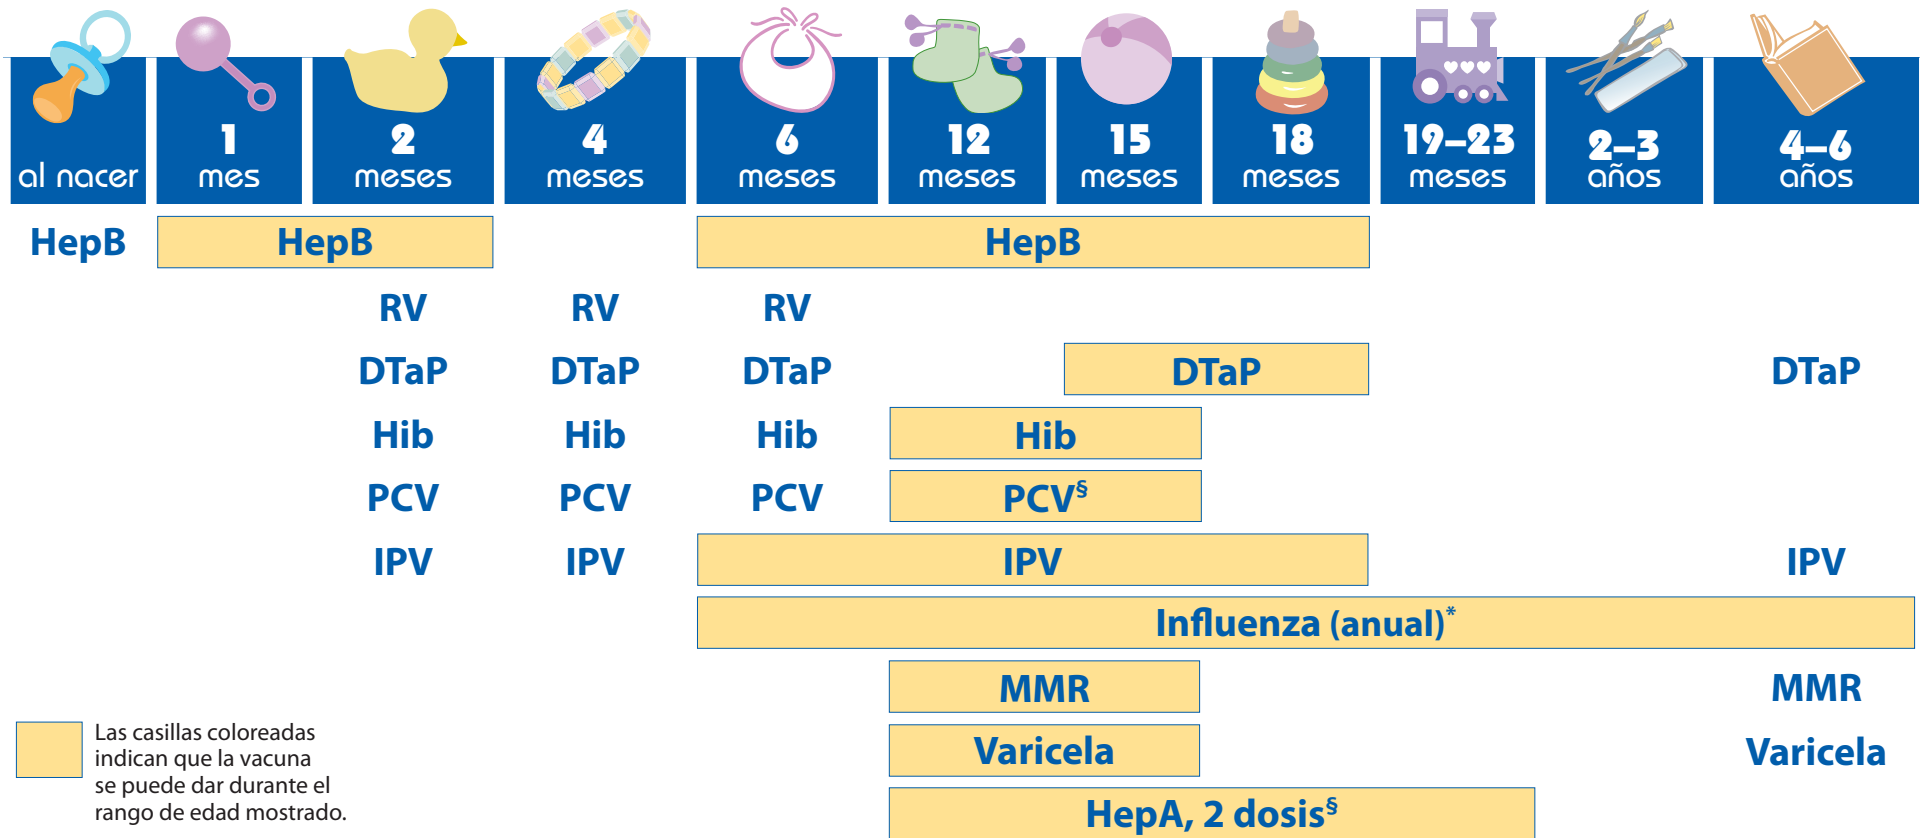 al nacer
1
mes
2
meses
4
meses
6
meses
12
meses
15
meses
18
meses
19–23
meses
2–3
años
4–6
años
HepB HepB HepB
RV RV RV
DTaP DTaP DTaP DTaP DTaP
Hib Hib Hib Hib
PCV PCV PCV PCV§
IPV IPV IPV IPV
Influenza (anual)*
MMR MMR
Varicela Varicela
HepA, 2 dosis§
Las casillas coloreadas
indican que la vacuna
se puede dar durante el
rango de edad mostrado.